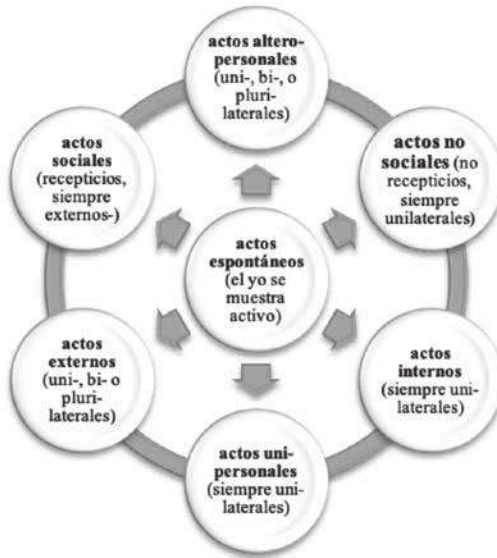 actos altero-
personales
(uni-, bi-, o
pluri-
laterales)
actos
sociales
(recepticios,
siempre
externos-)
actos no
sociales (no
recepticios,
siempre
unilaterales)
actos
espontáneos
(el yo se
muestra
activo)
actos
externos
(uni-, bi- o
pluri-
laterales)
actos
internos
(siempre uni-
laterales)
actos uni-
personales
(siempre uni-
laterales)